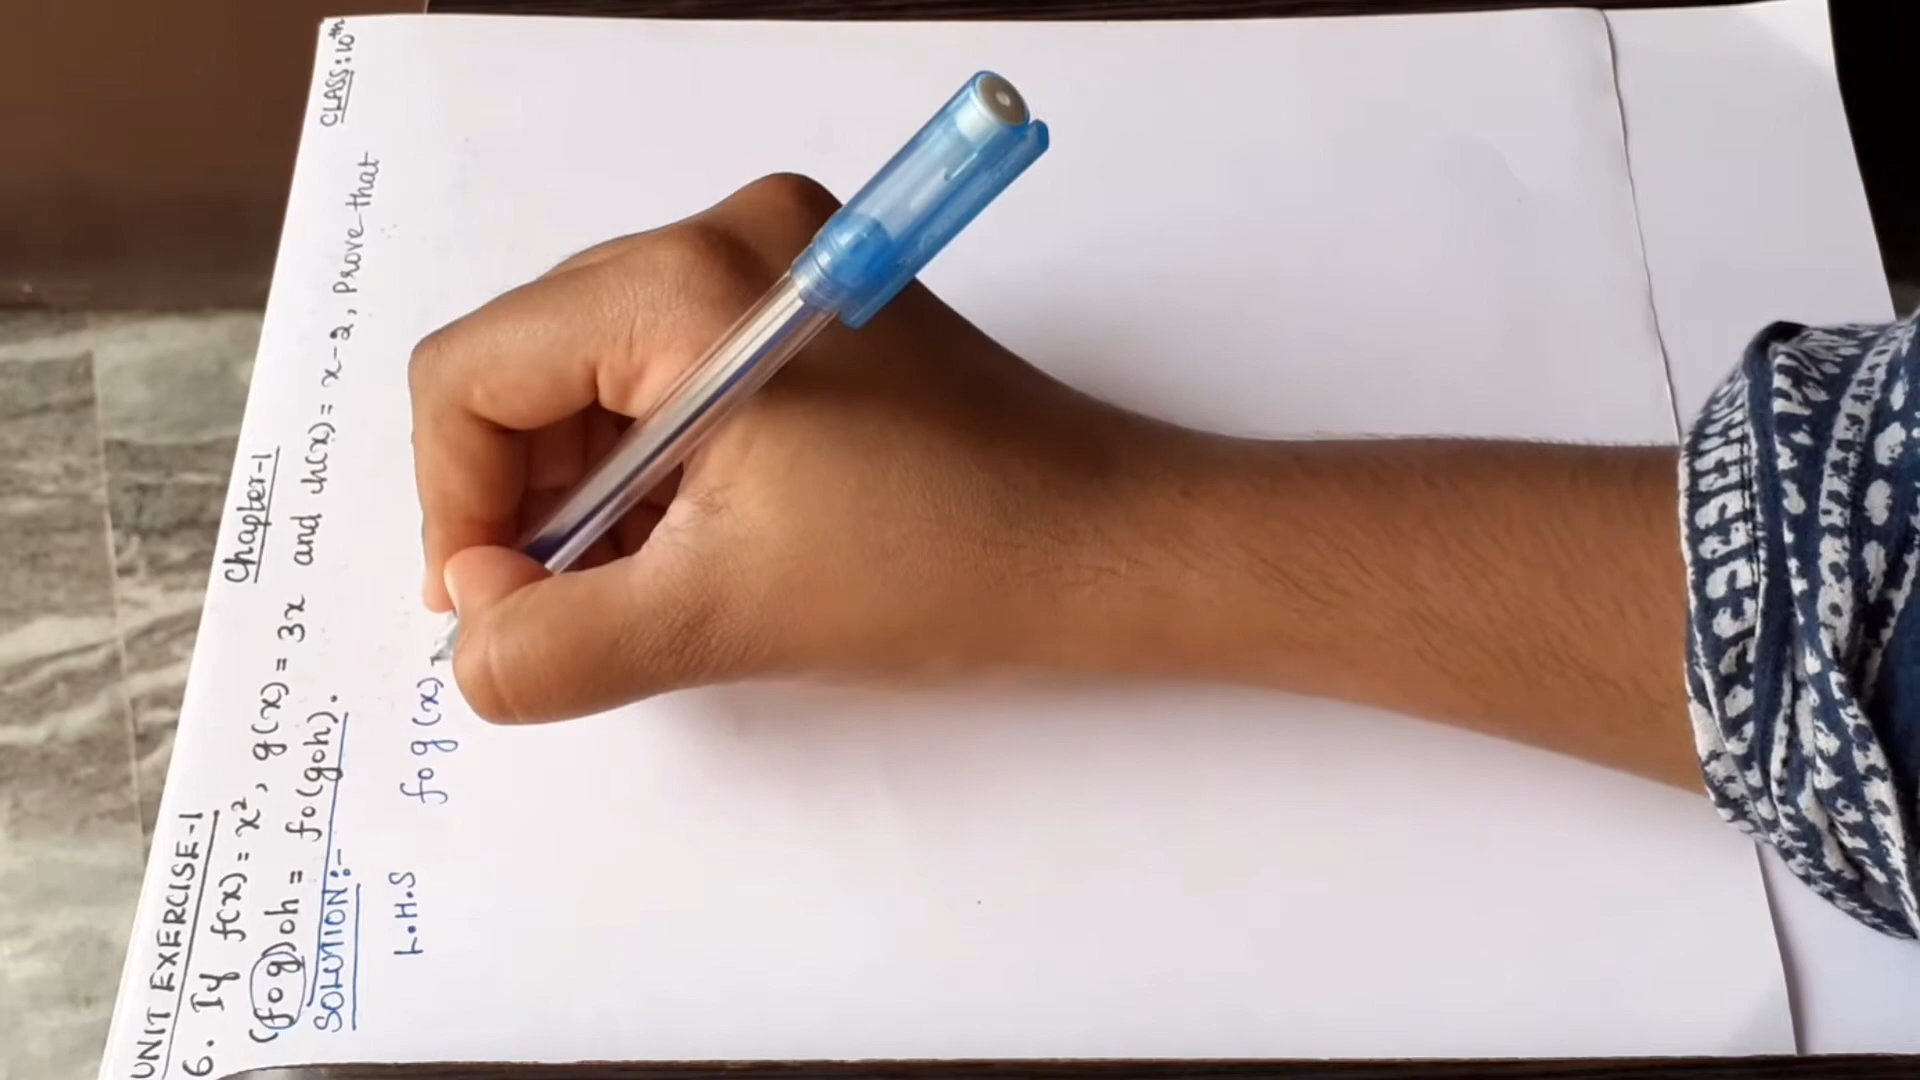 CLASS: 10th
UNIT EXERCISE-1 Chapter-1
6. If f(x) = x², g(x) = 3x and h(x) = x-2, Prove that
(fog)oh = fo(goh).
SOLUTION:-
L.H.S fog(x)